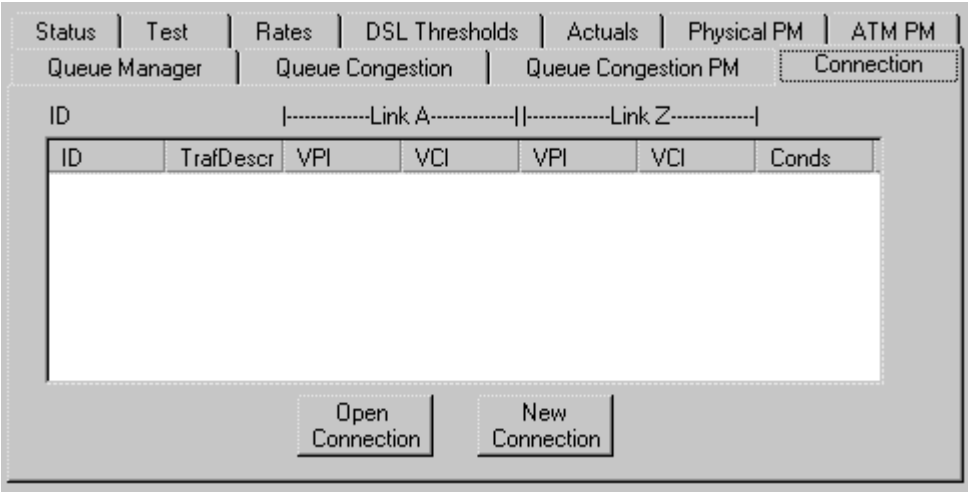 Status Test Rates DSL Thresholds Actuals Physical PM ATM PM
Queue Manager Queue Congestion Queue Congestion PM Connection
ID |-------------Link A-------------||-------------Link Z-------------|
ID TrafDescr VPI VCI VPI VCI Conds
Open Connection New Connection